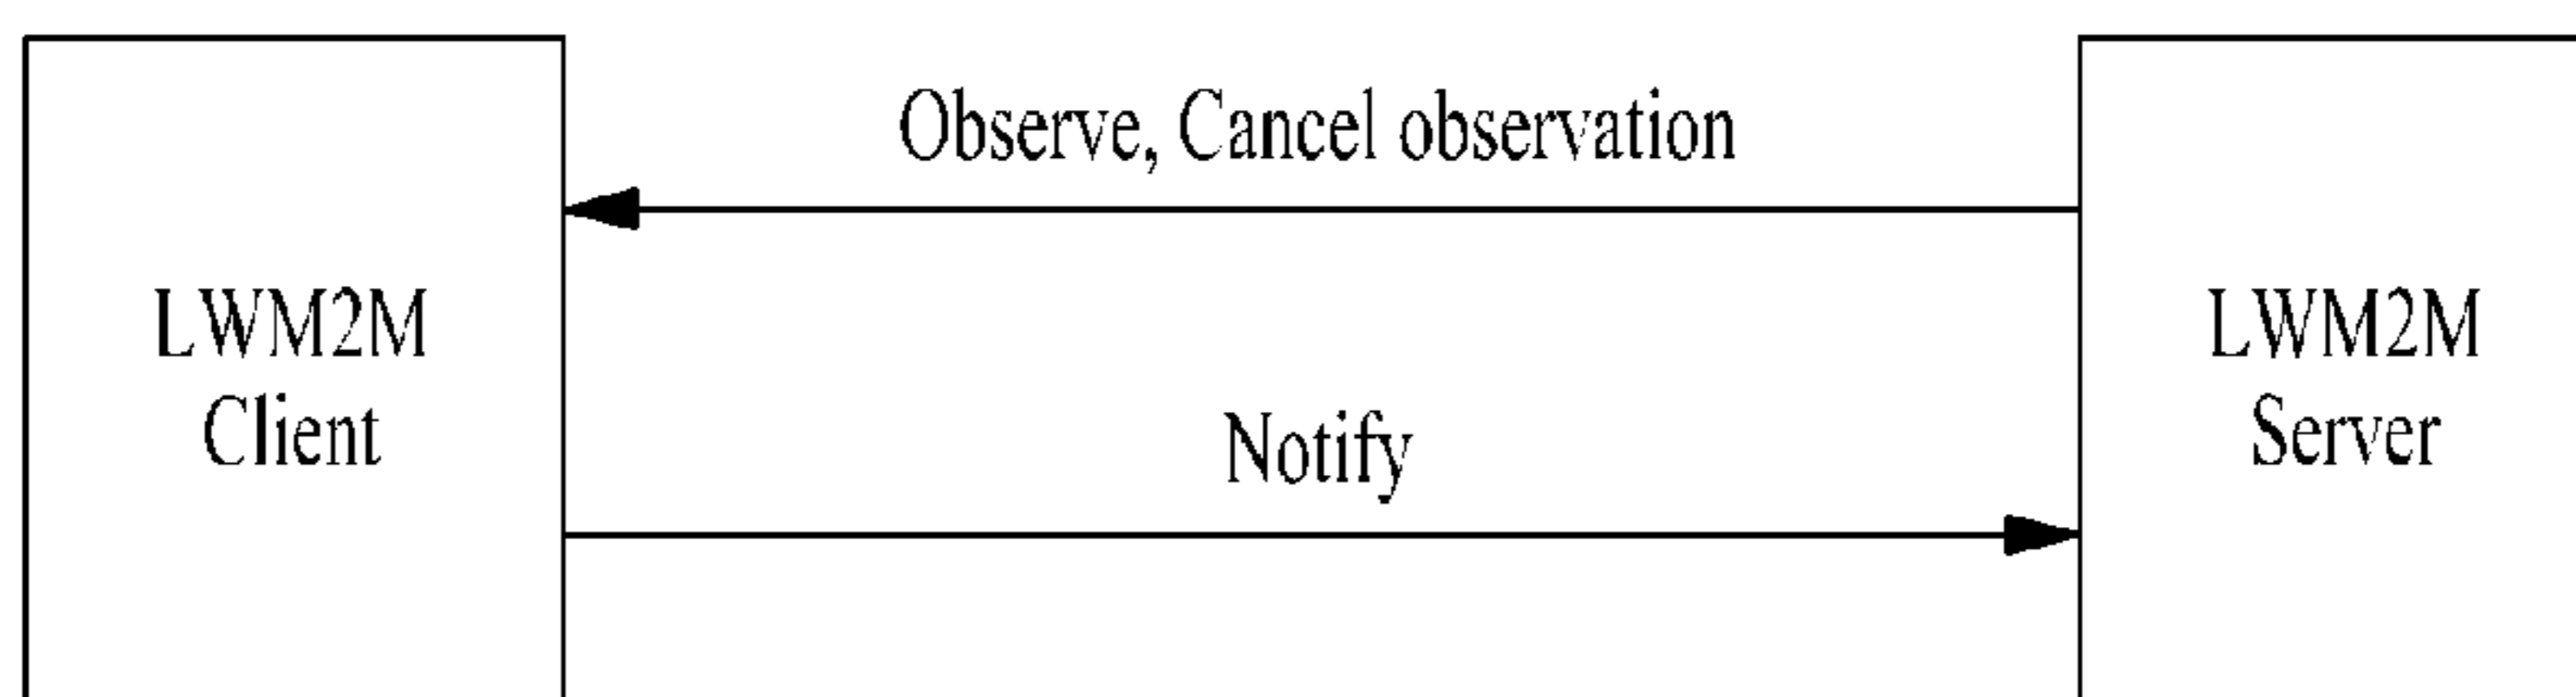 Observe, Cancel observation
LWM2M
Client
Notify
LWM2M
Server